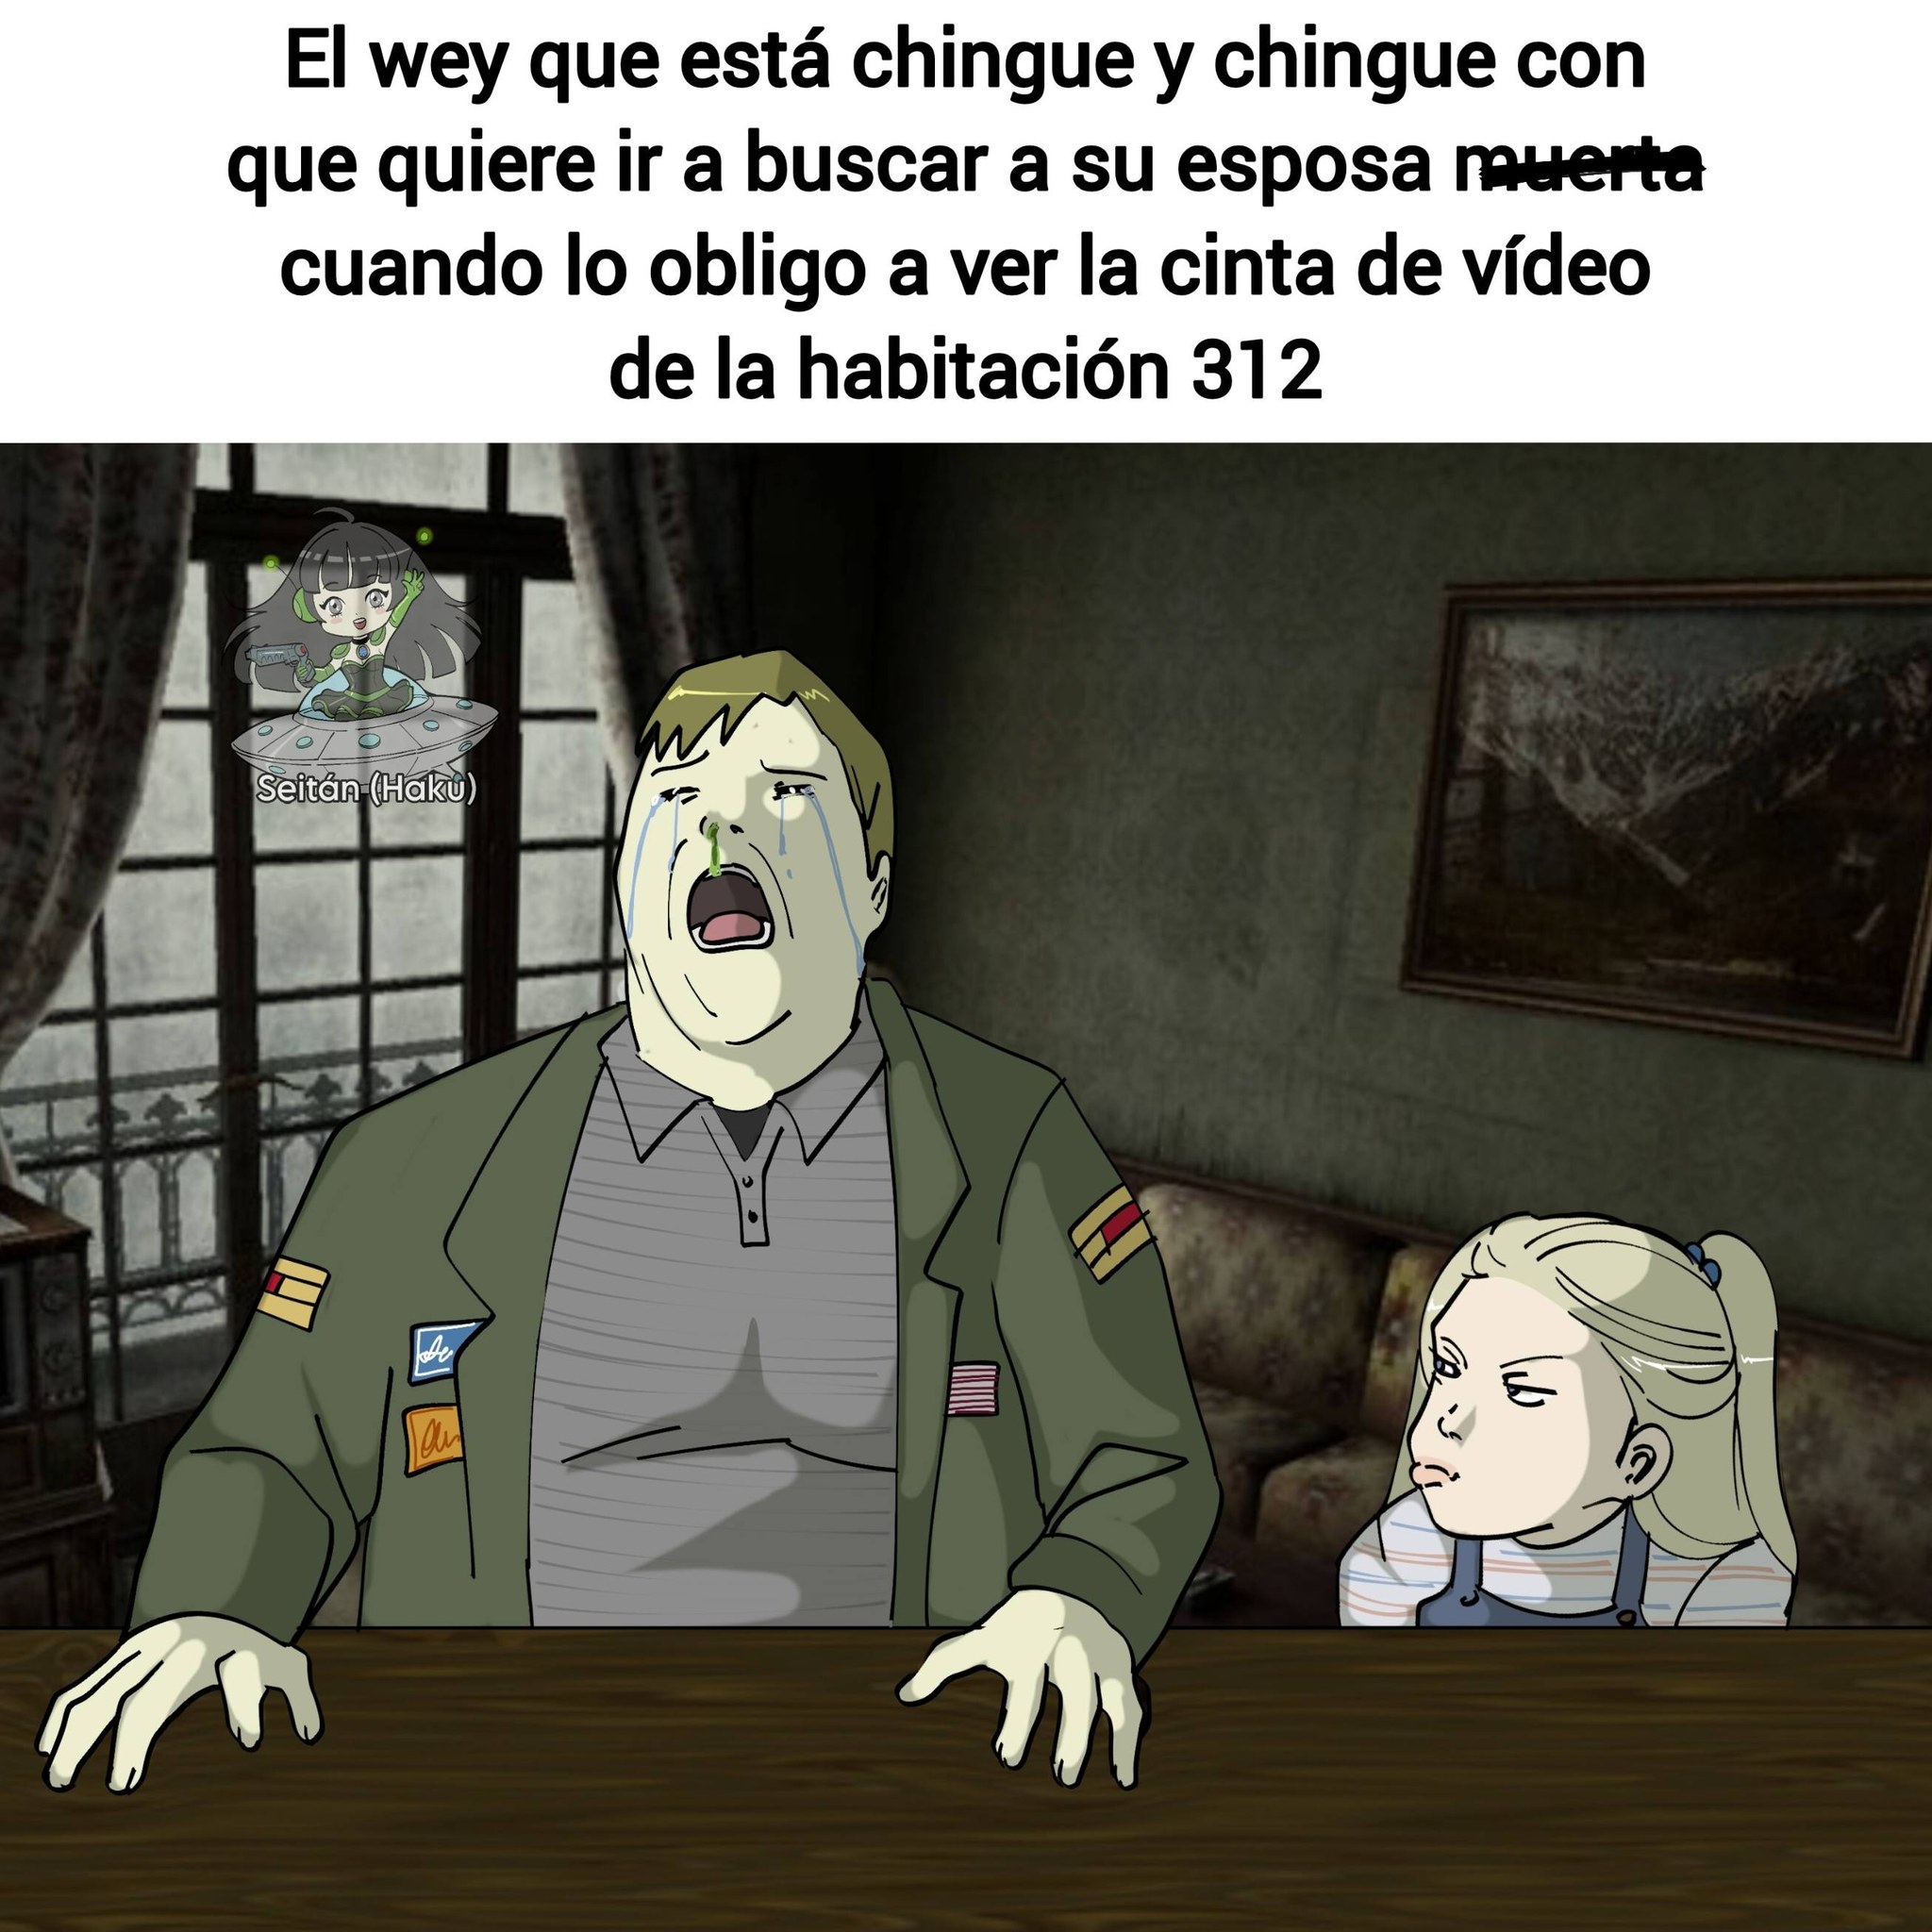 El wey que está chingue y chingue con
que quiere ir a buscar a su esposa muerta
cuando lo obligo a ver la cinta de vídeo
de la habitación 312
Seitán (Haku)